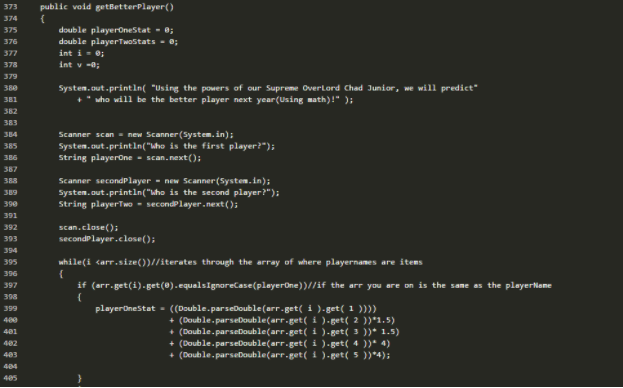 373 public void getBetterPlayer()
374 {
375 double playerOneStat = 0;
376 double playerTwoStats = 0;
377 int i = 0;
378 int v =0;
379
380 System.out.println( "Using the powers of our Supreme OverLord Chad Junior, we will predict"
381 + " who will be the better player next year(Using math)!" );
382
383
384 Scanner scan = new Scanner(System.in);
385 System.out.println("Who is the first player?");
386 String playerOne = scan.next();
387
388 Scanner secondPlayer = new Scanner(System.in);
389 System.out.println("Who is the second player?");
390 String playerTwo = secondPlayer.next();
391
392 scan.close();
393 secondPlayer.close();
394
395 while(i <arr.size())//iterates through the array of where playernames are items
396 {
397 if (arr.get(i).get(0).equalsIgnoreCase(playerOne))//if the arr you are on is the same as the playerName
398 {
399 playerOneStat = ((Double.parseDouble(arr.get( i ).get( 1 ))))
400 + (Double.parseDouble(arr.get( i ).get( 2 ))*1.5)
401 + (Double.parseDouble(arr.get( i ).get( 3 ))* 1.5)
402 + (Double.parseDouble(arr.get( i ).get( 4 ))* 4)
403 + (Double.parseDouble(arr.get( i ).get( 5 ))*4);
404
405 }